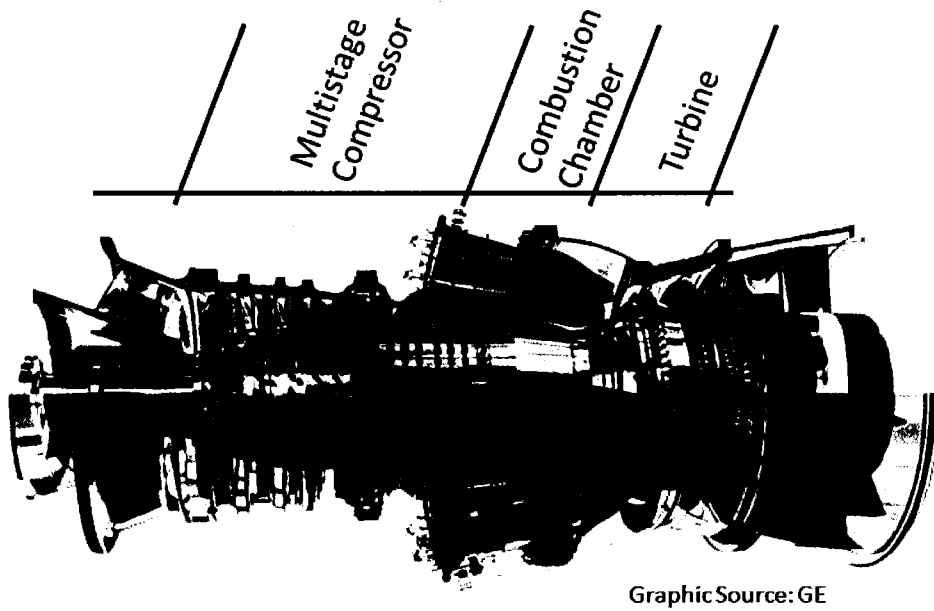 Multistage
Compressor
Combustion
Chamber
Turbine
Graphic Source: GE